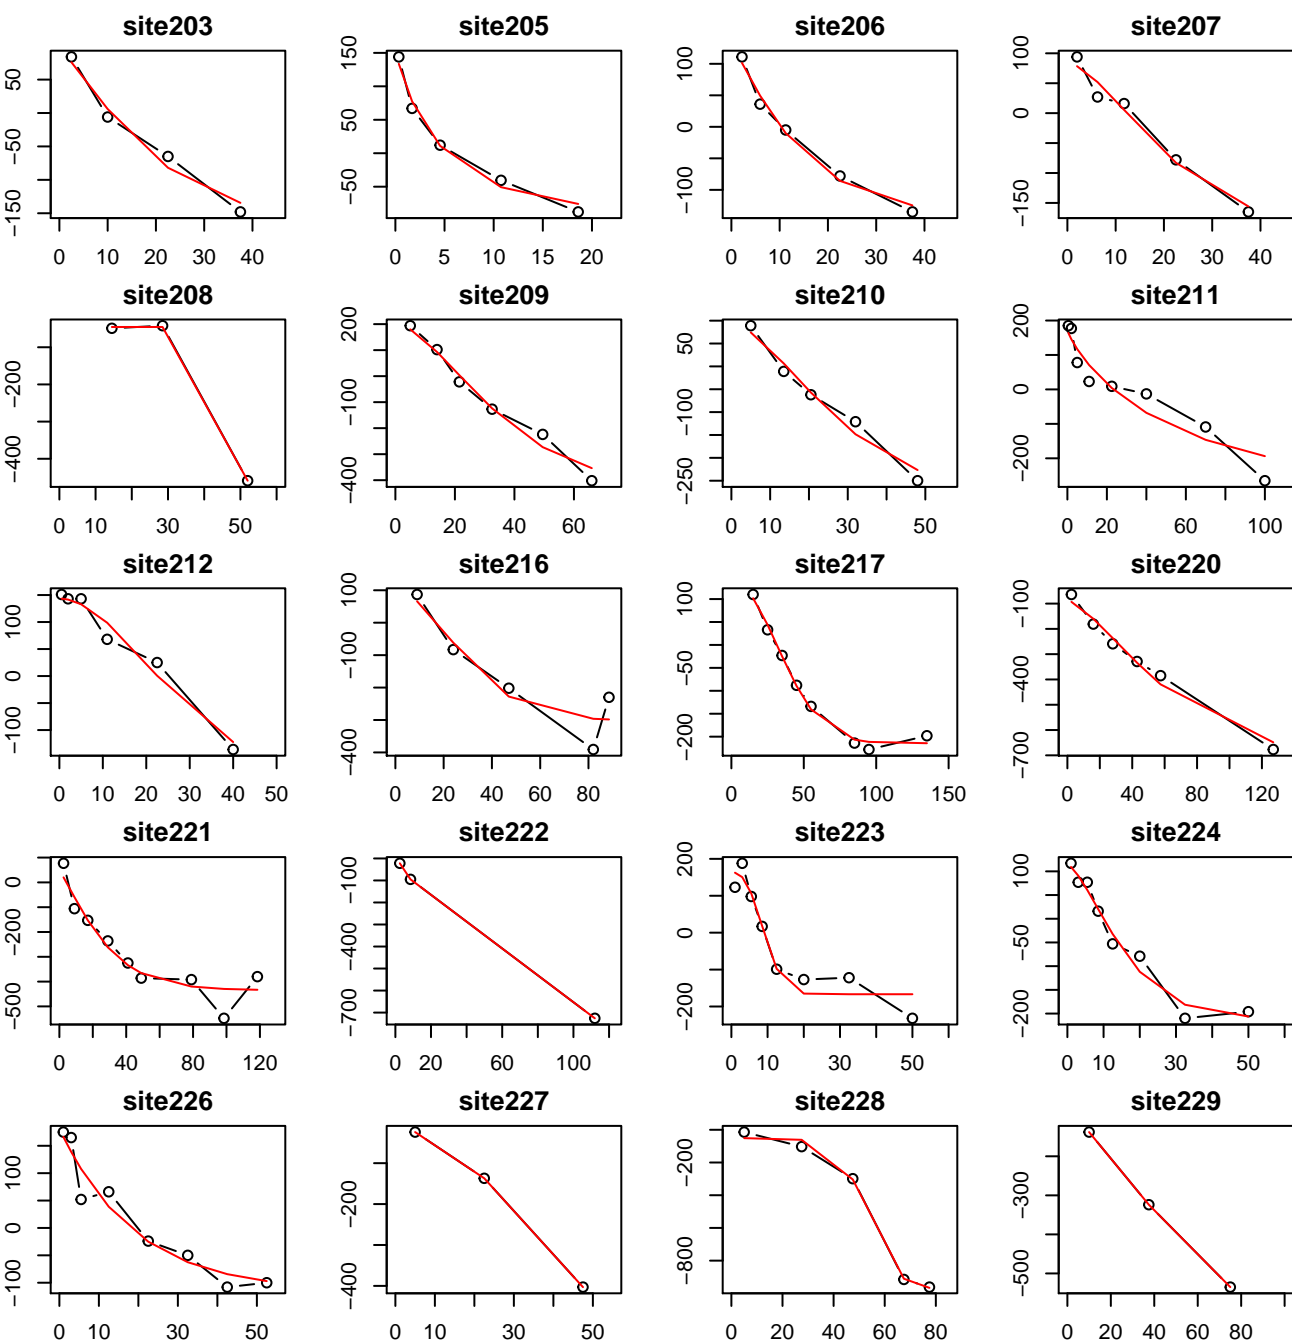 site203 site205 site206 site207
50 -50 -150
0 10 20 30 40
150 50 -50
0 5 10 15 20
100 0 -100
0 10 20 30 40
100 0 -150
0 10 20 30 40
site208 site209 site210 site211
-200 -400
0 10 30 50
200 -100 -400
0 20 40 60
50 -100 -250
0 10 30 50
200 0 -200
0 20 60 100
site212 site216 site217 site220
100 0 -100
0 10 20 30 40 50
100 -100 -400
0 20 40 60 80
100 -50 -200
0 50 100 150
-100 -400 -700
0 40 80 120
site221 site222 site223 site224
0 -200 -500
0 40 80 120
-100 -400 -700
0 20 60 100
200 0 -200
0 10 30 50
100 -50 -200
0 10 30 50
site226 site227 site228 site229
100 0 -100
0 10 30 50
-200 -400
0 10 30 50
-200 -800
0 20 40 60 80
-300 -500
0 20 40 60 80